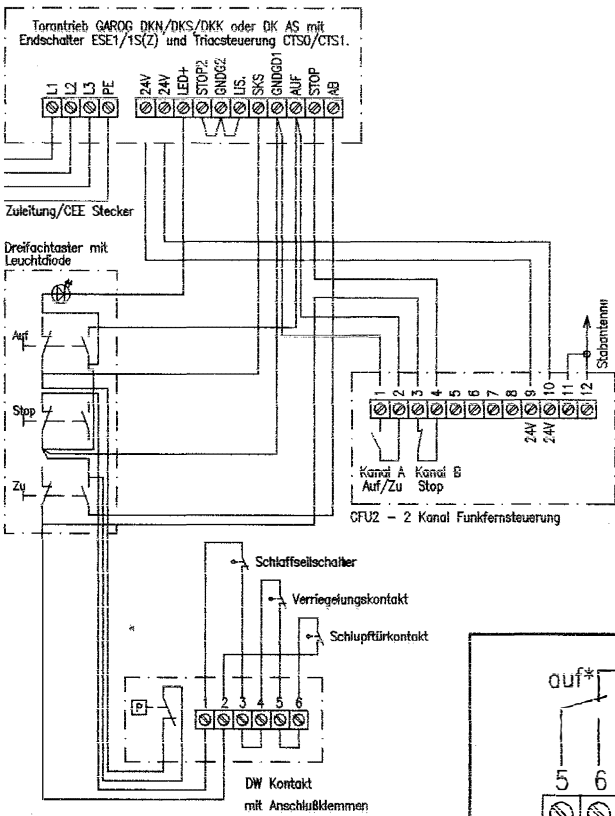 Torantrieb GAROG DKN/DKS/DKK oder DK AS mit
Endschalter ESE1/1S(Z) und Triacsteuerung CTS0/CTS1.
L1 L2 L3 PE 24V 24V LED+ STOP2 GNDG2 LIS. SKS GNDGD1 AUF STOP AB
Zuleitung/CEE Stecker
Dreifachtaster mit
Leuchtdiode
*
Auf
Stop
Zu
Stabantenne
1 2 3 4 5 6 7 8 9 10 11 12
24V 24V
Kanal A Kanal B
Auf/Zu Stop
CFU2 - 2 Kanal Funkfernsteuerung
Schlaffseilschalter
Verriegelungskontakt
Schlupftürkontakt
P
1 2 3 4 5 6
DW Kontakt
mit Anschlußklemmen
auf*
5 6